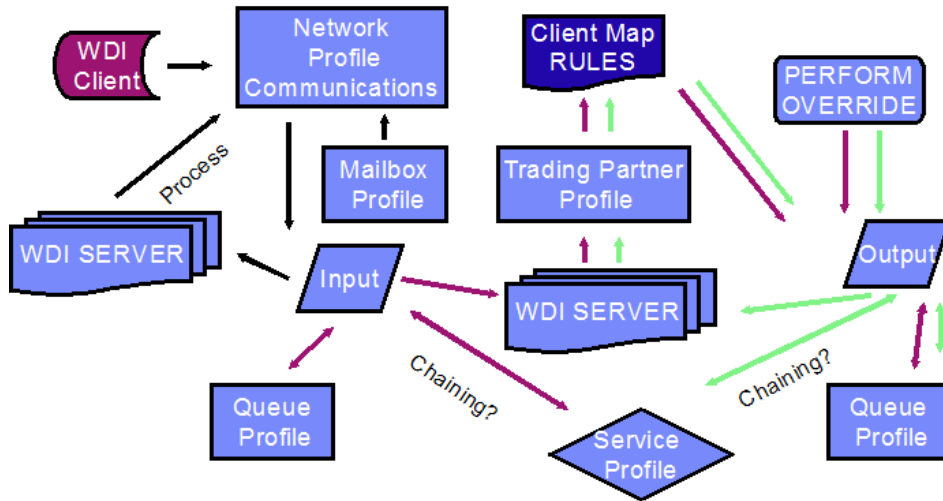 WDI
Client
Network
Profile
Communications
Client Map
RULES
PERFORM
OVERRIDE
Process
Mailbox
Profile
Trading Partner
Profile
WDI SERVER
Input
WDI SERVER
Output
Chaining?
Chaining?
Queue
Profile
Service
Profile
Queue
Profile